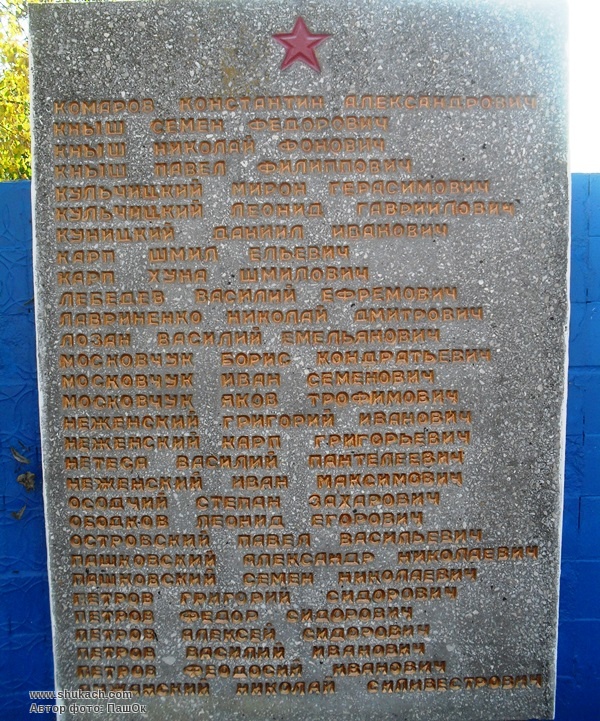 КОМАРОВ КОНСТАНТИН АЛЕКСАНДРОВИЧ
КНЫШ СЕМЕН ФЕДОРОВИЧ
КНЫШ НИКОЛАЙ ФОНОВИЧ
КНЫШ ПАВЕЛ ФИЛИППОВИЧ
КУЛЬЧИЦКИЙ МИРОН ГЕРАСИМОВИЧ
КУЛЬЧИЦКИЙ ЛЕОНИД ГАВРИИЛОВИЧ
КУНИЦКИЙ ДАНИИЛ ИВАНОВИЧ
КАРП ШМИЛ ЕЛЬЕВИЧ
КАРП ХУНА ШМИЛОВИЧ
ЛЕБЕДЕВ ВАСИЛИЙ ЕФРЕМОВИЧ
ЛАВРИНЕНКО НИКОЛАЙ ДМИТРОВИЧ
ЛОЗАН ВАСИЛИЙ ЕМЕЛЬЯНОВИЧ
МОСКОВЧУК БОРИС КОНДРАТЬЕВИЧ
МОСКОВЧУК ИВАН СЕМЕНОВИЧ
МОСКОВЧУК ЯКОВ ТРОФИМОВИЧ
НЕЖЕНСКИЙ ГРИГОРИЙ ИВАНОВИЧ
НЕЖЕНСКИЙ КАРП ГРИГОРЬЕВИЧ
НЕТЕСА ВАСИЛИЙ ПАНТЕЛЕЕВИЧ
НЕЖЕНСКИЙ ИВАН МАКСИМОВИЧ
ОСОДЧИЙ СТЕПАН ЗАХАРОВИЧ
ОБОДКОВ ЛЕОНИД ЕГОРОВИЧ
ОСТРОВСКИЙ ПАВЕЛ ВАСИЛЬЕВИЧ
ПАШКОВСКИЙ АЛЕКСАНДР НИКОЛАЕВИЧ
ПАШКОВСКИЙ СЕМЕН НИКОЛАЕВИЧ
ПЕТРОВ ГРИГОРИЙ СИДОРОВИЧ
ПЕТРОВ ФЕДОР СИДОРОВИЧ
ПЕТРОВ АЛЕКСЕЙ СИДОРОВИЧ
ПЕТРОВ ВАСИЛИЙ ИВАНОВИЧ
ПЕТРОВ ФЕОДОСИЙ ИВАНОВИЧ
НИКОЛАЙ СИЛИВЕСТРОВИЧ
www.shukach.com
Автор фото: ПашОк